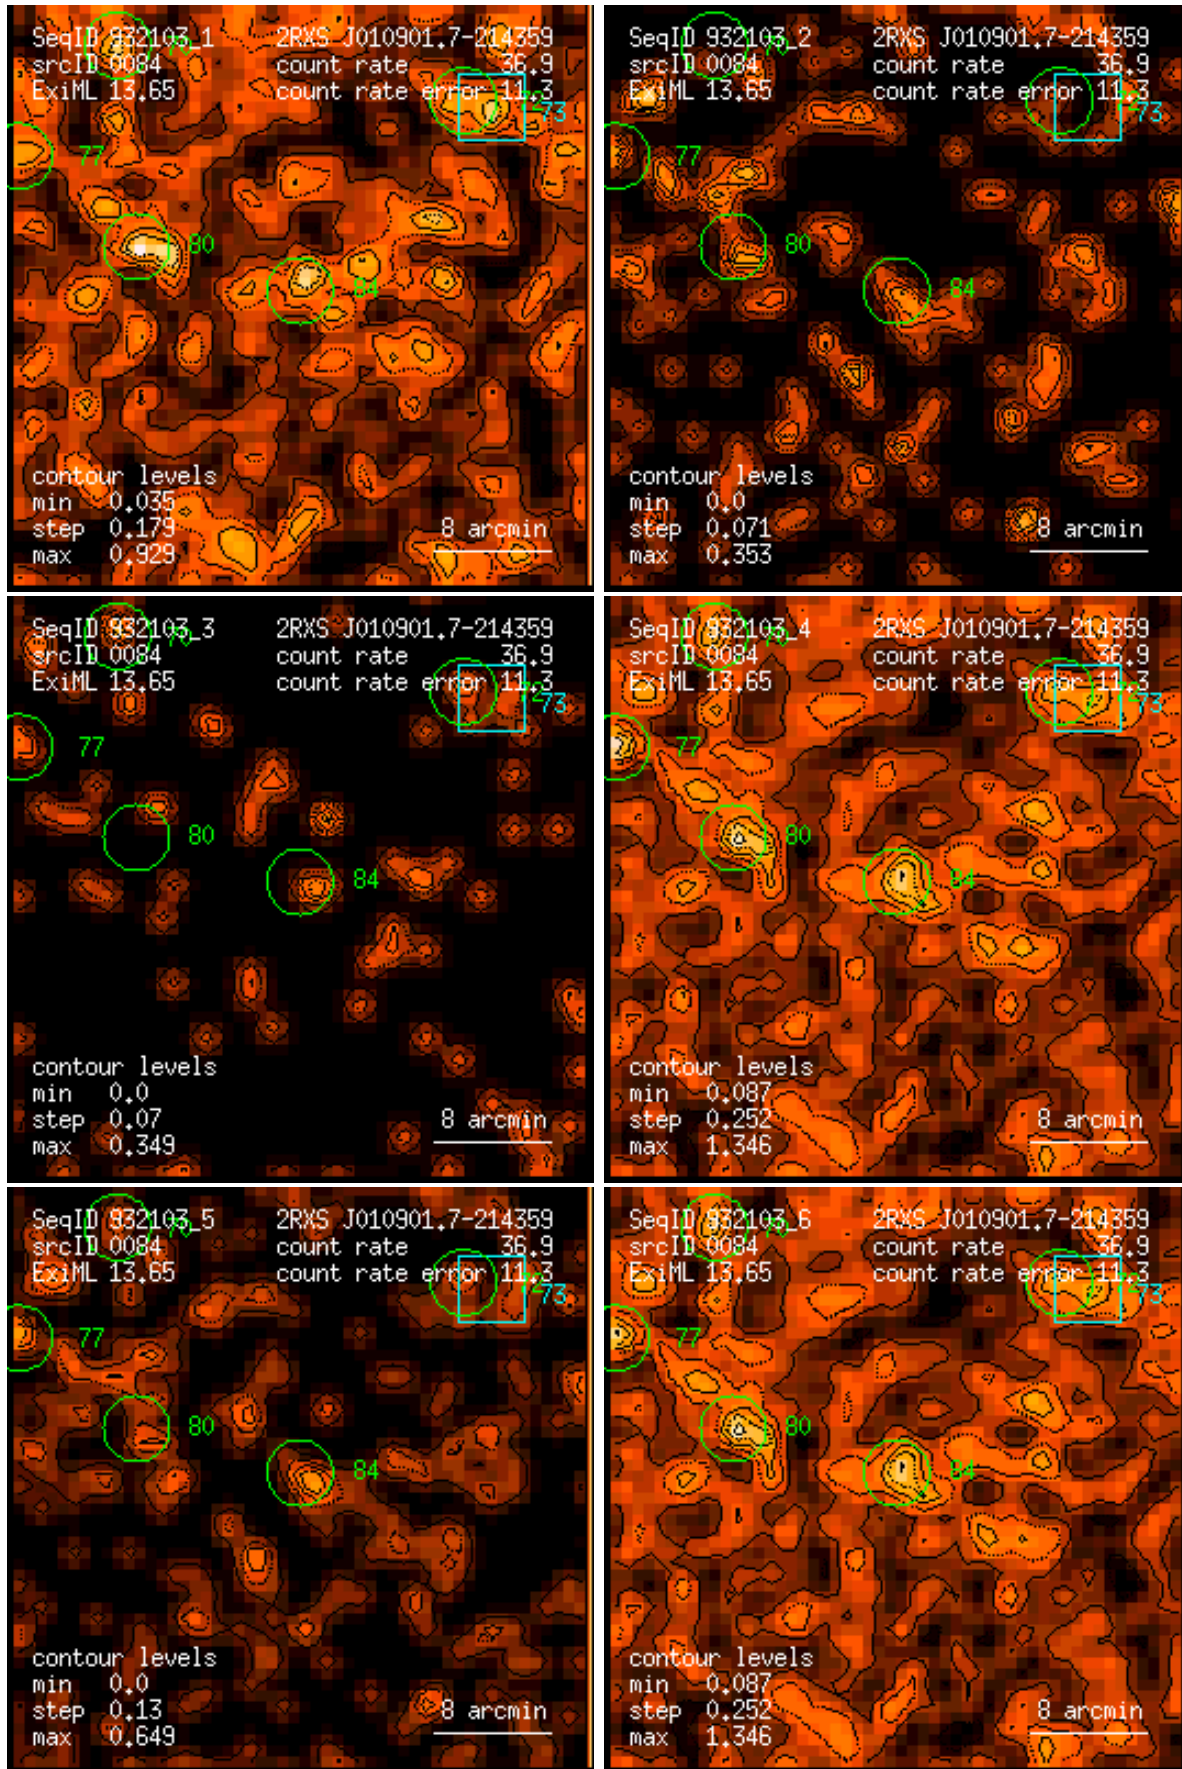 SeqID 932103_1 2RXS J010901.7-214359
srcID 0084 count rate 36.9
ExiML 13.65 count rate error 11.3
73
77
80
84
contour levels
min 0.035
step 0.179
max 0.929
8 arcmin
SeqID 932103_2 2RXS J010901.7-214359
srcID 0084 count rate 36.9
ExiML 13.65 count rate error 11.3
73
77
80
84
contour levels
min 0.0
step 0.071
max 0.353
8 arcmin
SeqID 932103_3 2RXS J010901.7-214359
srcID 0084 count rate 36.9
ExiML 13.65 count rate error 11.3
73
77
80
84
contour levels
min 0.0
step 0.07
max 0.349
8 arcmin
SeqID 932103_4 2RXS J010901.7-214359
srcID 0084 count rate 36.9
ExiML 13.65 count rate error 11.3
73
77
80
84
contour levels
min 0.087
step 0.252
max 1.346
8 arcmin
SeqID 932103_5 2RXS J010901.7-214359
srcID 0084 count rate 36.9
ExiML 13.65 count rate error 11.3
73
77
80
84
contour levels
min 0.0
step 0.13
max 0.649
8 arcmin
SeqID 932103_6 2RXS J010901.7-214359
srcID 0084 count rate 36.9
ExiML 13.65 count rate error 11.3
73
77
80
84
contour levels
min 0.087
step 0.252
max 1.346
8 arcmin